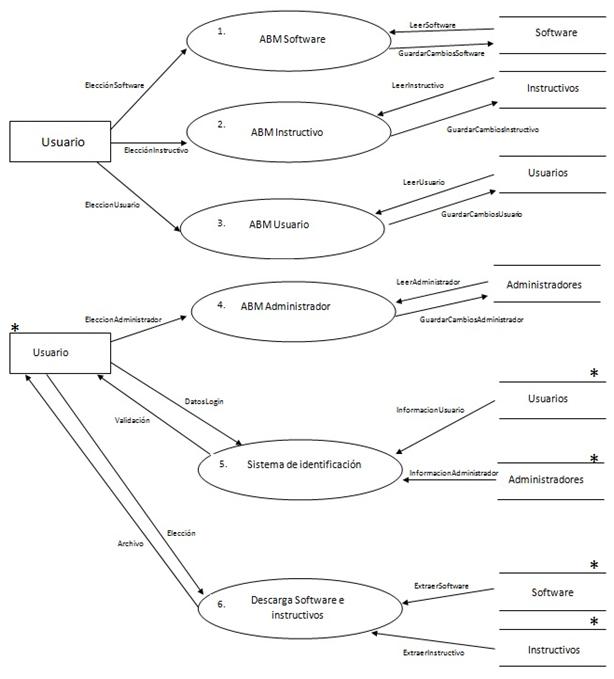 1.
ABM Software
LeerSoftware
GuardarCambiosSoftware
Software
ElecciónSoftware
LeerInstructivo
Instructivos
2.
ABM Instructivo
GuardarCambiosInstructivo
Usuario
ElecciónInstructivo
LeerUsuario
Usuarios
EleccionUsuario
3.
ABM Usuario
GuardarCambiosUsuario
LeerAdministrador
Administradores
4.
ABM Administrador
EleccionAdministrador
GuardarCambiosAdministrador
*
Usuario
*
Usuarios
DatosLogin
InformacionUsuario
Validación
5.
Sistema de identificación
*
InformacionAdministrador
Administradores
Elección
Archivo
*
ExtraerSoftware
Software
6.
Descarga Software e
instructivos
*
ExtraerInstructivo
Instructivos